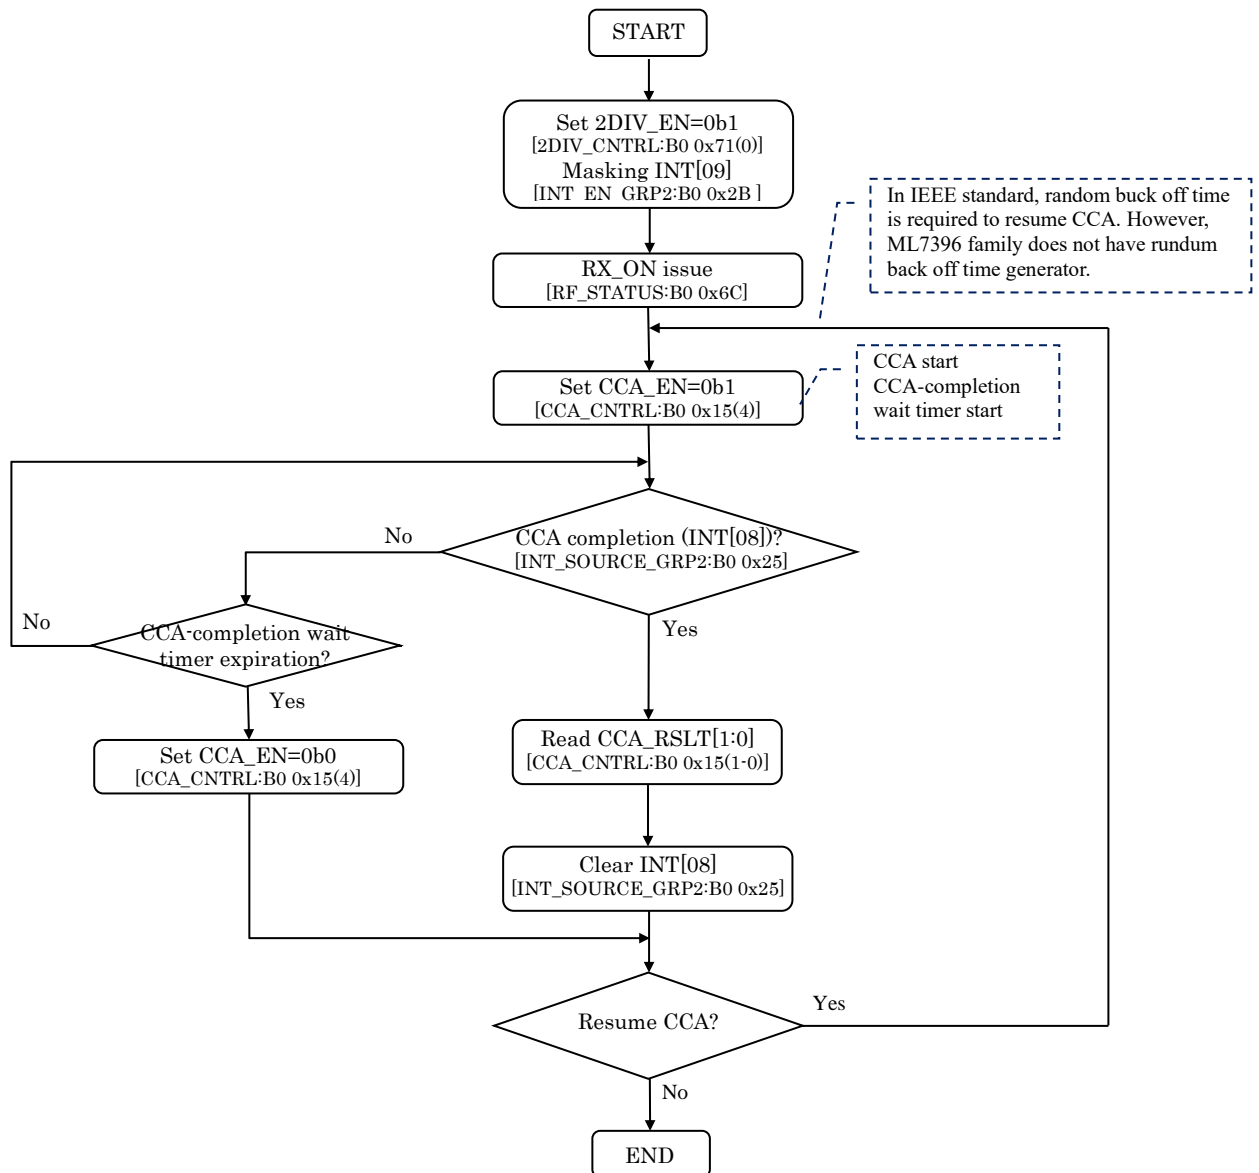 START
Set 2DIV_EN=0b1
[2DIV_CNTRL:B0 0x71(0)]
Masking INT[09]
[INT_EN_GRP2:B0 0x2B ]
In IEEE standard, random buck off time
is required to resume CCA. However,
ML7396 family does not have rundum
back off time generator.
RX_ON issue
[RF_STATUS:B0 0x6C]
CCA start
CCA-completion
wait timer start
Set CCA_EN=0b1
[CCA_CNTRL:B0 0x15(4)]
No
CCA completion (INT[08])?
[INT_SOURCE_GRP2:B0 0x25]
No
CCA-completion wait
timer expiration?
Yes
Yes
Set CCA_EN=0b0
[CCA_CNTRL:B0 0x15(4)]
Read CCA_RSLT[1:0]
[CCA_CNTRL:B0 0x15(1-0)]
Clear INT[08]
[INT_SOURCE_GRP2:B0 0x25]
Resume CCA?
Yes
No
END